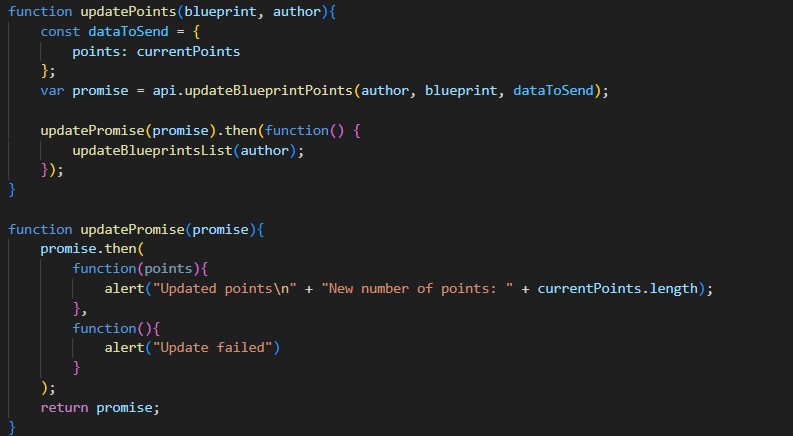 function updatePoints(blueprint, author){
    const dataToSend = {
        points: currentPoints
    };
    var promise = api.updateBlueprintPoints(author, blueprint, dataToSend);

    updatePromise(promise).then(function() {
        updateBlueprintsList(author);
    });
}

function updatePromise(promise){
    promise.then(
        function(points){
            alert("Updated points\n" + "New number of points: " + currentPoints.length);
        },
        function(){
            alert("Update failed")
        }
    );
    return promise;
}